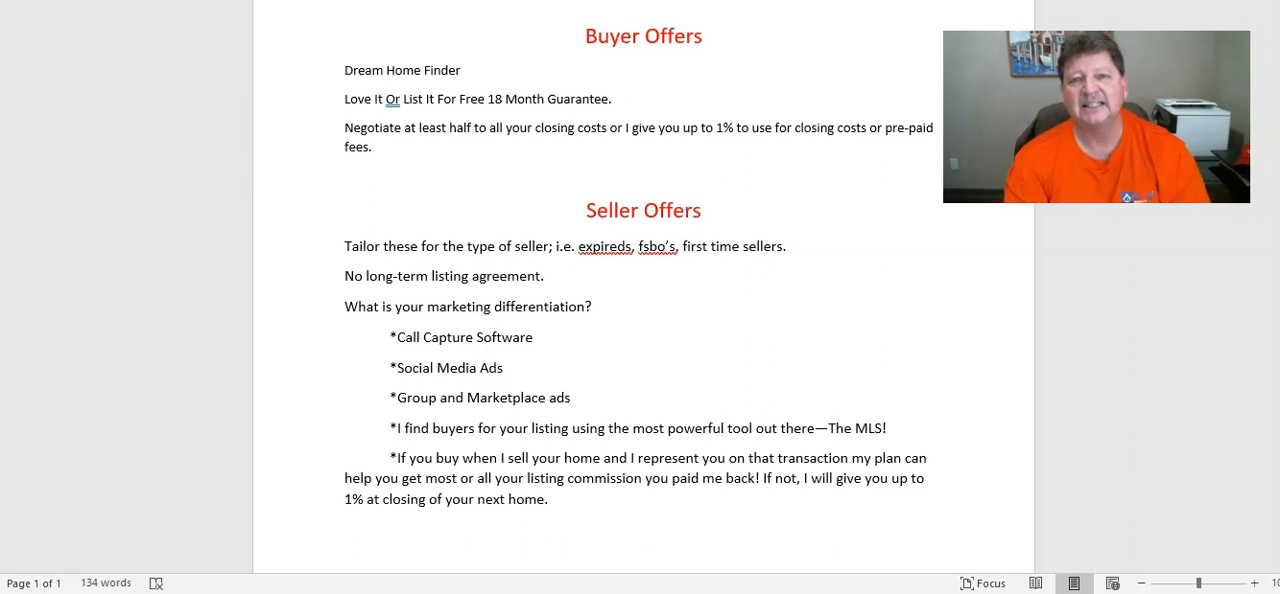 Buyer Offers
Dream Home Finder
Love It Or List It For Free 18 Month Guarantee.
Negotiate at least half to all your closing costs or I give you up to 1% to use for closing costs or pre-paid
fees.
Seller Offers
Tailor these for the type of seller; i.e. expireds, fsbo's, first time sellers.
No long-term listing agreement.
What is your marketing differentiation?
*Call Capture Software
*Social Media Ads
*Group and Marketplace ads
*I find buyers for your listing using the most powerful tool out there—The MLS!
*If you buy when I sell your home and I represent you on that transaction my plan can
help you get most or all your listing commission you paid me back! If not, I will give you up to
1% at closing of your next home.
Page 1 of 1 134 words Focus − + 10